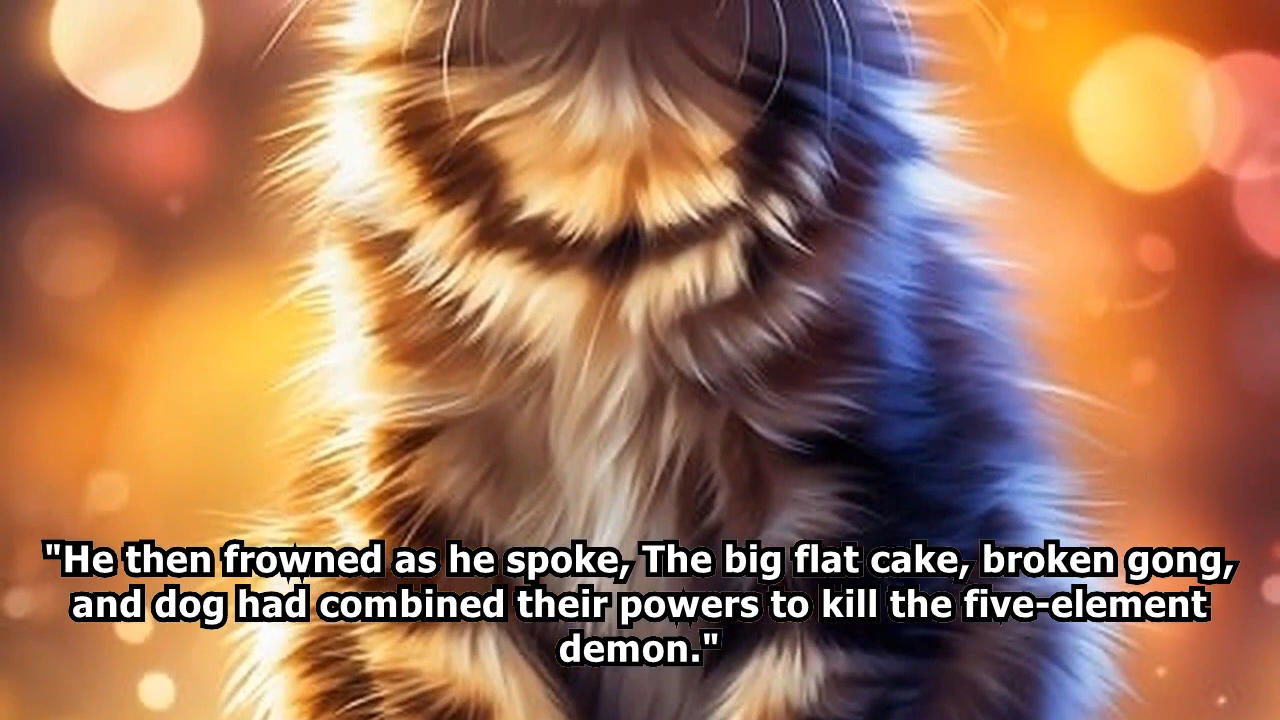 "He then frowned as he spoke, The big flat cake, broken gong,
and dog had combined their powers to kill the five-element
demon."